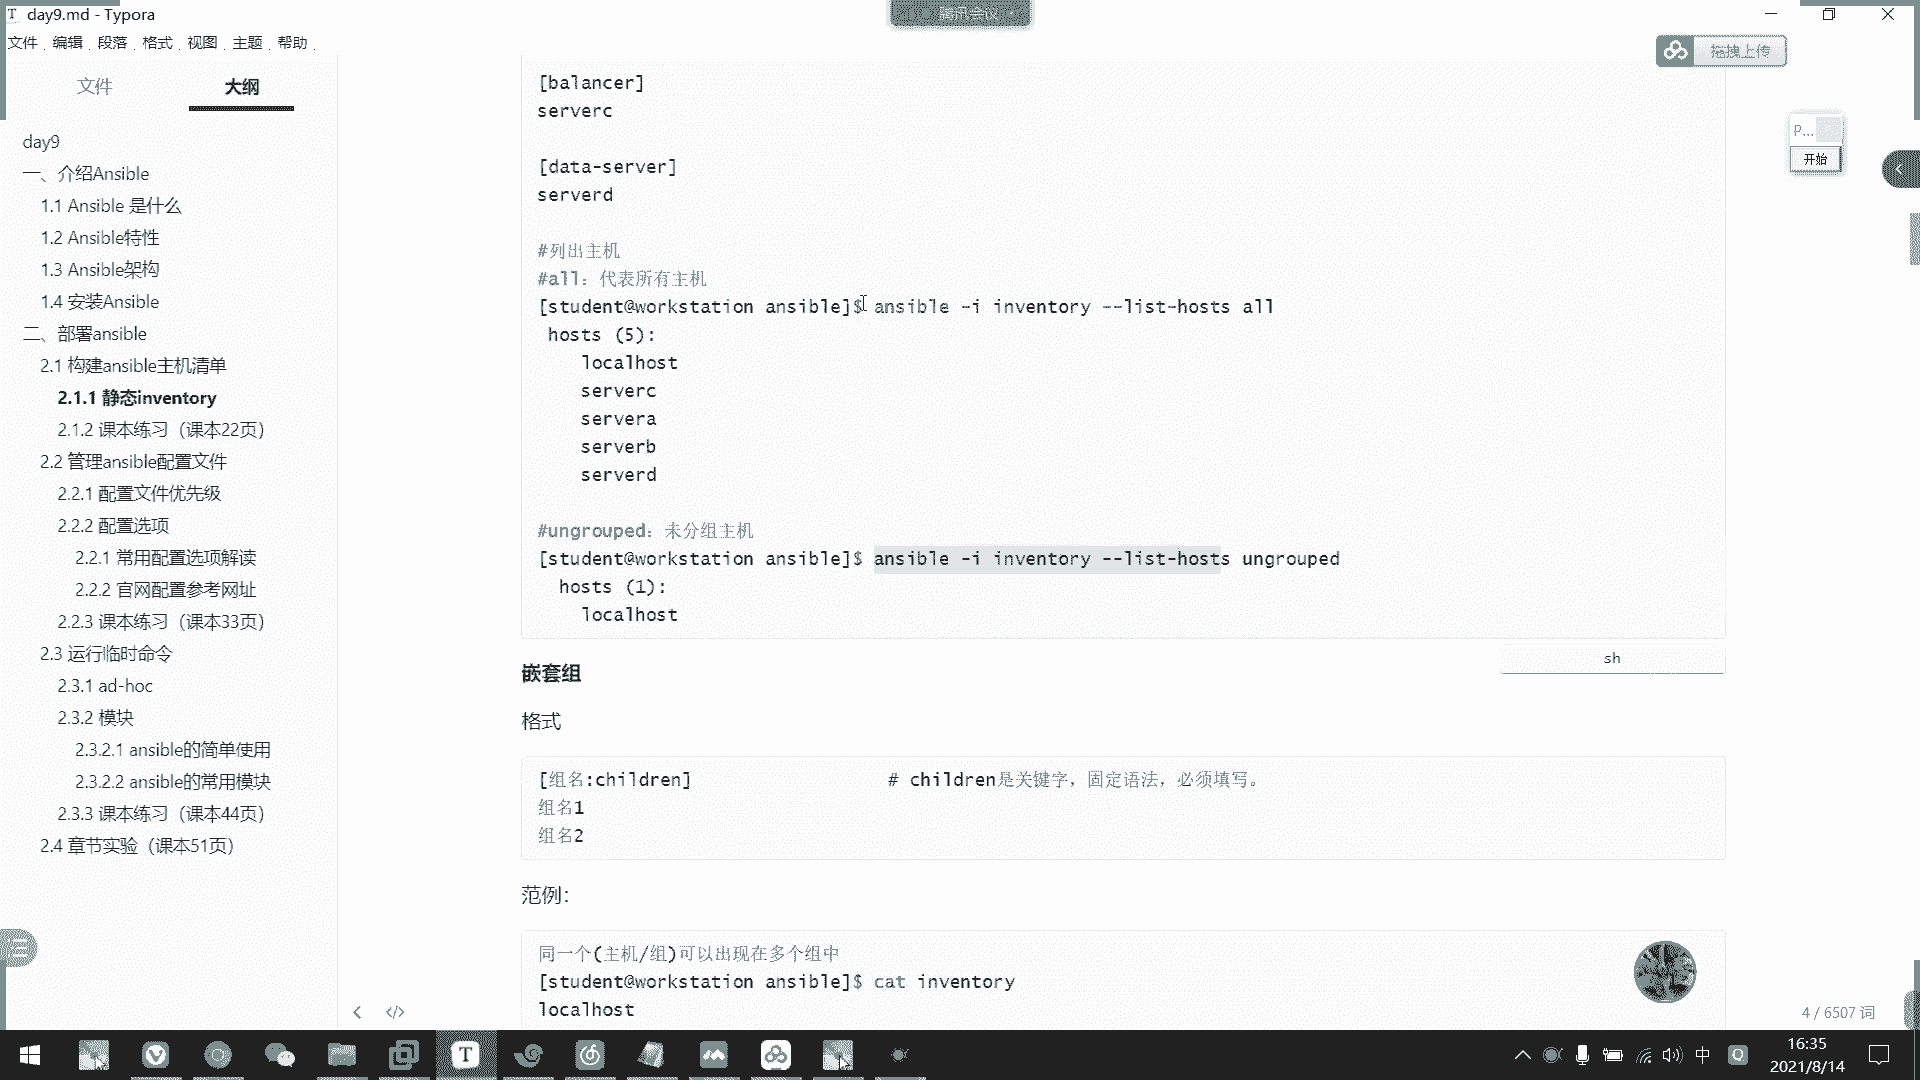 day9.md - Typora
腾讯会议
文件 编辑 段落 格式 视图 主题 帮助
拖拽上传
文件 大纲
day9
一、介绍Ansible
1.1 Ansible 是什么
1.2 Ansible特性
1.3 Ansible架构
1.4 安装Ansible
二、部署ansible
2.1 构建ansible主机清单
2.1.1 静态inventory
2.1.2 课本练习（课本22页）
2.2 管理ansible配置文件
2.2.1 配置文件优先级
2.2.2 配置选项
2.2.1 常用配置选项解读
2.2.2 官网配置参考网址
2.2.3 课本练习（课本33页）
2.3 运行临时命令
2.3.1 ad-hoc
2.3.2 模块
2.3.2.1 ansible的简单使用
2.3.2.2 ansible的常用模块
2.3.3 课本练习（课本44页）
2.4 章节实验（课本51页）
[balancer]
serverc
[data-server]
serverd
#列出主机
#all：代表所有主机
[student@workstation ansible]$ ansible -i inventory --list-hosts all
hosts (5):
localhost
serverc
servera
serverb
serverd
#ungrouped：未分组主机
[student@workstation ansible]$ ansible -i inventory --list-hosts ungrouped
hosts (1):
localhost
sh
嵌套组
格式
[组名:children] # children是关键字，固定语法，必须填写。
组名1
组名2
范例：
同一个(主机/组)可以出现在多个组中
[student@workstation ansible]$ cat inventory
localhost
P...
开始
4 / 6507 词
中
16:35
2021/8/14